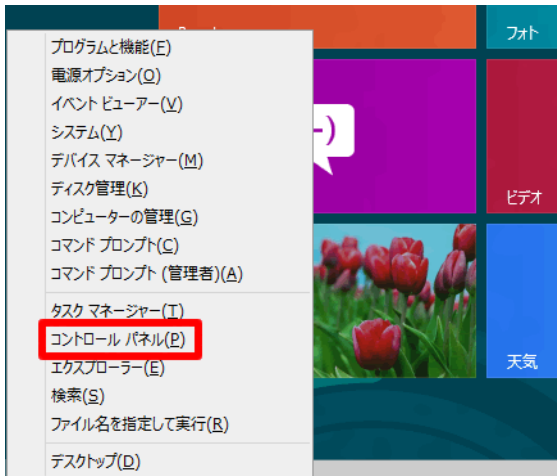 プログラムと機能(F)
電源オプション(O)
イベント ビューアー(V)
システム(Y)
デバイス マネージャー(M)
ディスク管理(K)
コンピューターの管理(G)
コマンド プロンプト(C)
コマンド プロンプト (管理者)(A)
タスク マネージャー(T)
コントロール パネル(P)
エクスプローラー(E)
検索(S)
ファイル名を指定して実行(R)
デスクトップ(D)
フォト
:-)
ビデオ
天気